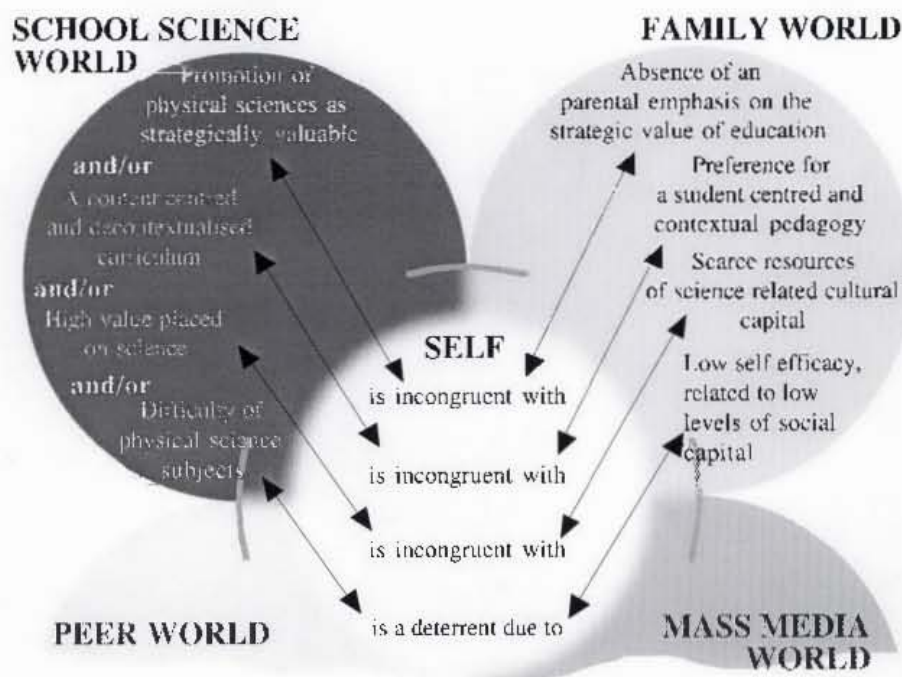 SCHOOL SCIENCE
WORLD
Promotion of
physical sciences as
strategically valuable
and/or
A content centred
and decontextualised
curriculum
and/or
High value placed
on science
and/or
Difficulty of
physical science
subjects
FAMILY WORLD
Absence of an
parental emphasis on the
strategic value of education
Preference for
a student centred and
contextual pedagogy
Scarce resources
of science related cultural
capital
Low self efficacy,
related to low
levels of social
capital
SELF
is incongruent with
is incongruent with
is incongruent with
is a deterrent due to
PEER WORLD
MASS MEDIA
WORLD